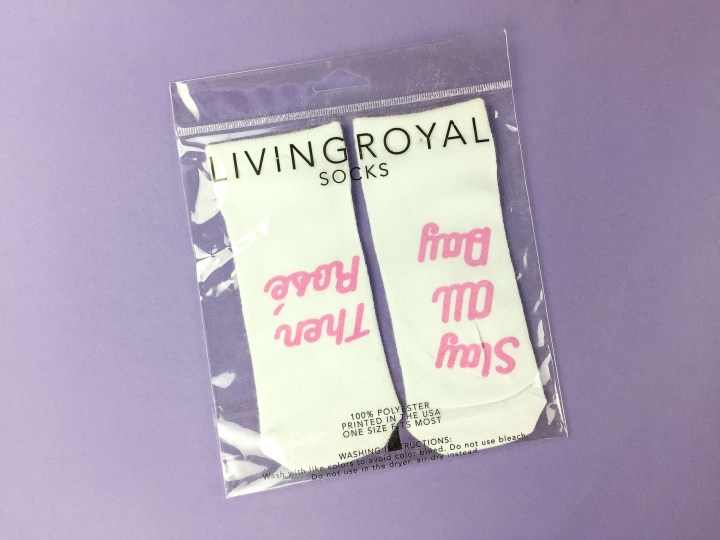 LIVING ROYAL
SOCKS
Slay
All
Day
Then,
Rosé
100% POLYESTER
PRINTED IN THE USA
ONE SIZE FITS MOST
WASHING INSTRUCTIONS:
Wash with like colors to avoid color bleed. Do not use bleach.
Do not use in the dryer, air dry instead.